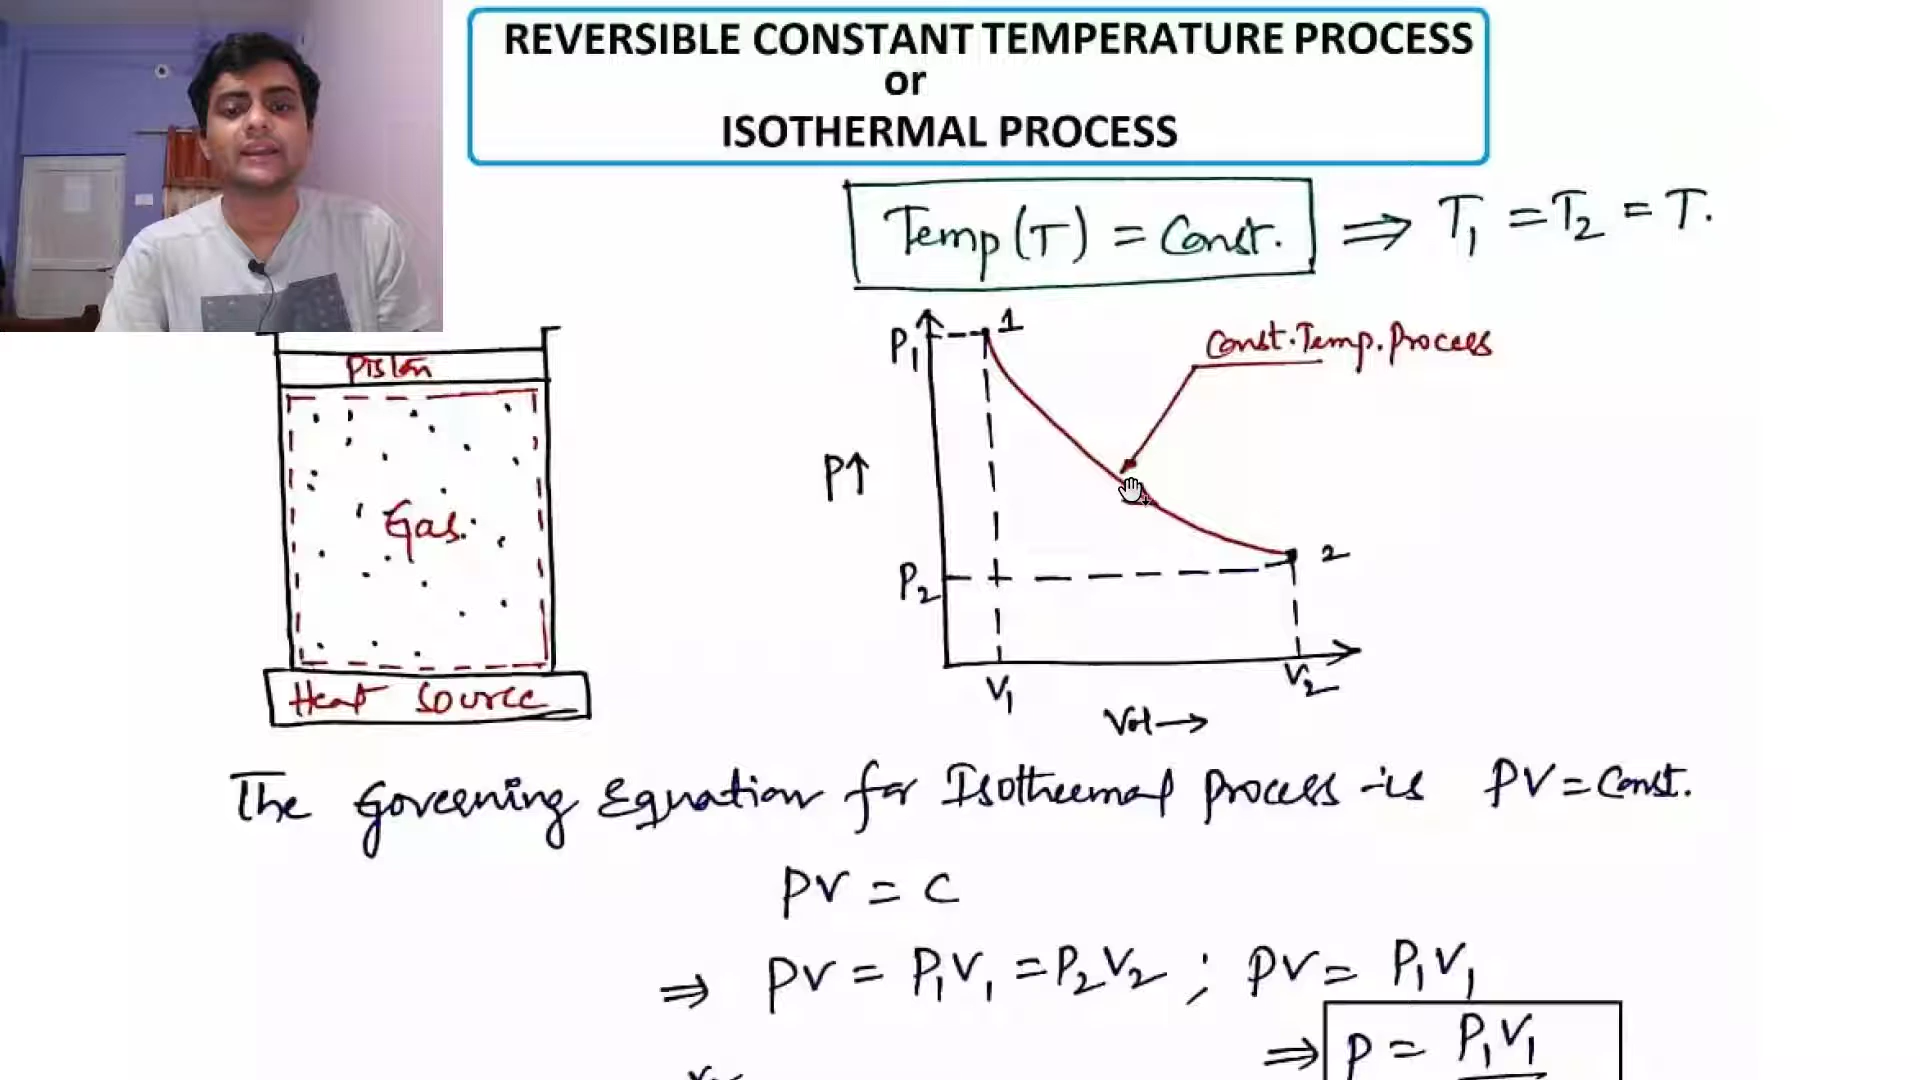 REVERSIBLE CONSTANT TEMPERATURE PROCESS
or
ISOTHERMAL PROCESS
Temp (T) = Const. ⇒ T₁ = T₂ = T.
Piston
Gas
Heat Source
P₁
1
Const. Temp. Process
P↑
P₂
2
V₁
V₂
Vol→
The Governing Equation for Isothermal Process is PV = Const.
PV = C
⇒ PV = P₁V₁ = P₂V₂ ; PV = P₁V₁
⇒ P = P₁V₁